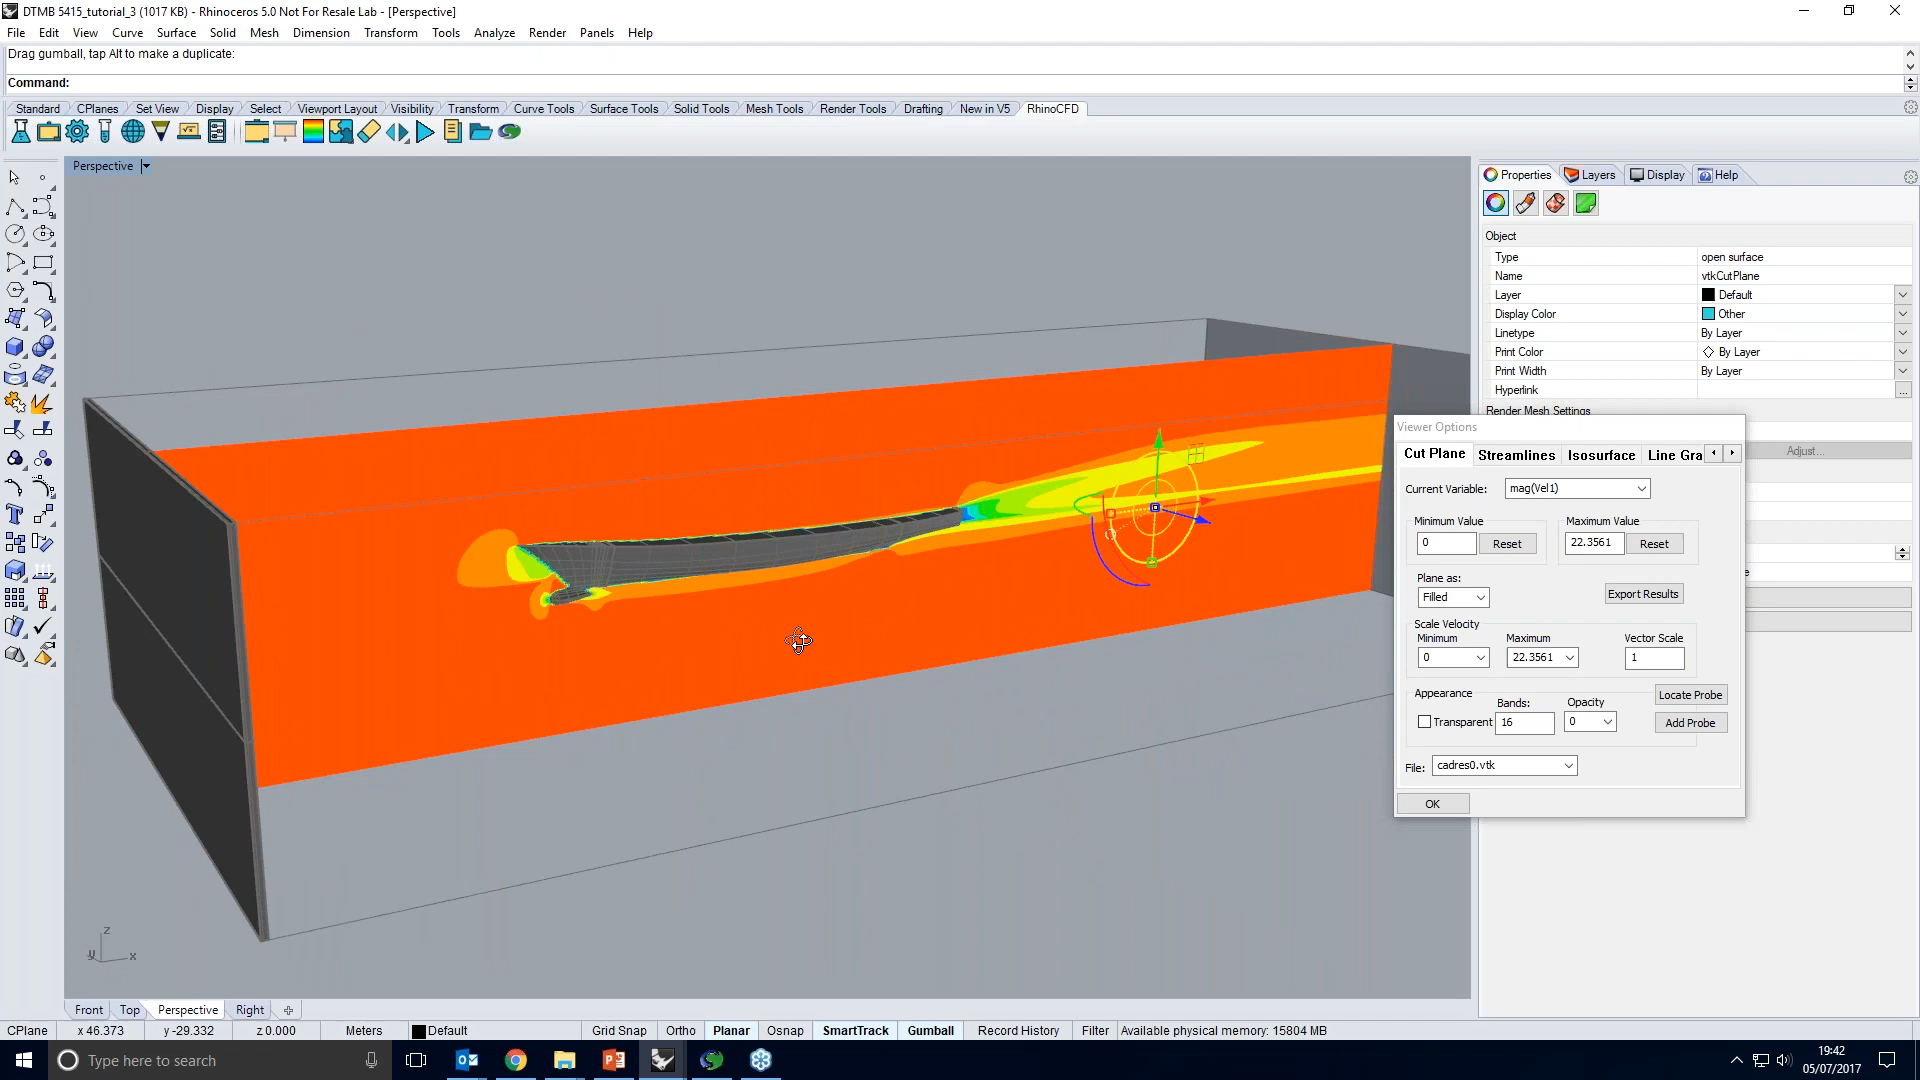 DTMB 5415_tutorial_3 (1017 KB) - Rhinoceros 5.0 Not For Resale Lab - [Perspective]
File Edit View Curve Surface Solid Mesh Dimension Transform Tools Analyze Render Panels Help
Drag gumball, tap Alt to make a duplicate:
Command:
Standard CPlanes Set View Display Select Viewport Layout Visibility Transform Curve Tools Surface Tools Solid Tools Mesh Tools Render Tools Drafting New in V5 RhinoCFD
Perspective
Properties Layers Display Help
Object
Type open surface
Name vtkCutPlane
Layer Default
Display Color Other
Linetype By Layer
Print Color By Layer
Print Width By Layer
Hyperlink ...
Render Mesh Settings
Adjust...
Viewer Options
Cut Plane Streamlines Isosurface Line Gra
Current Variable: mag(Vel1)
Minimum Value Maximum Value
0 Reset 22.3561 Reset
Plane as:
Filled Export Results
Scale Velocity
Minimum Maximum Vector Scale
0 22.3561 1
Appearance Locate Probe
Bands: Opacity
Transparent 16 0 Add Probe
File: cadres0.vtk
OK
z
y x
Front Top Perspective Right
CPlane x 46.373 y -29.332 z 0.000 Meters Default Grid Snap Ortho Planar Osnap SmartTrack Gumball Record History Filter Available physical memory: 15804 MB
Type here to search
19:42
05/07/2017